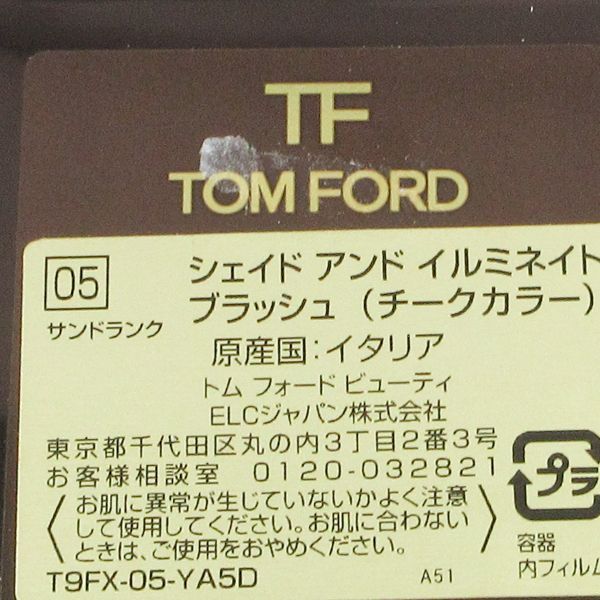 TF
TOM FORD
05
サンドランク
シェイド アンド イルミネイト
ブラッシュ (チークカラー)
原産国:イタリア
トム フォード ビューティ
ELCジャパン株式会社
東京都千代田区丸の内3丁目2番3号
お客様相談室 0120-032821
お肌に異常が生じていないかよく注意
して使用してください。お肌に合わない
ときは、ご使用をおやめください。
T9FX-05-YA5D
A51
プラ
容器
内フィルム